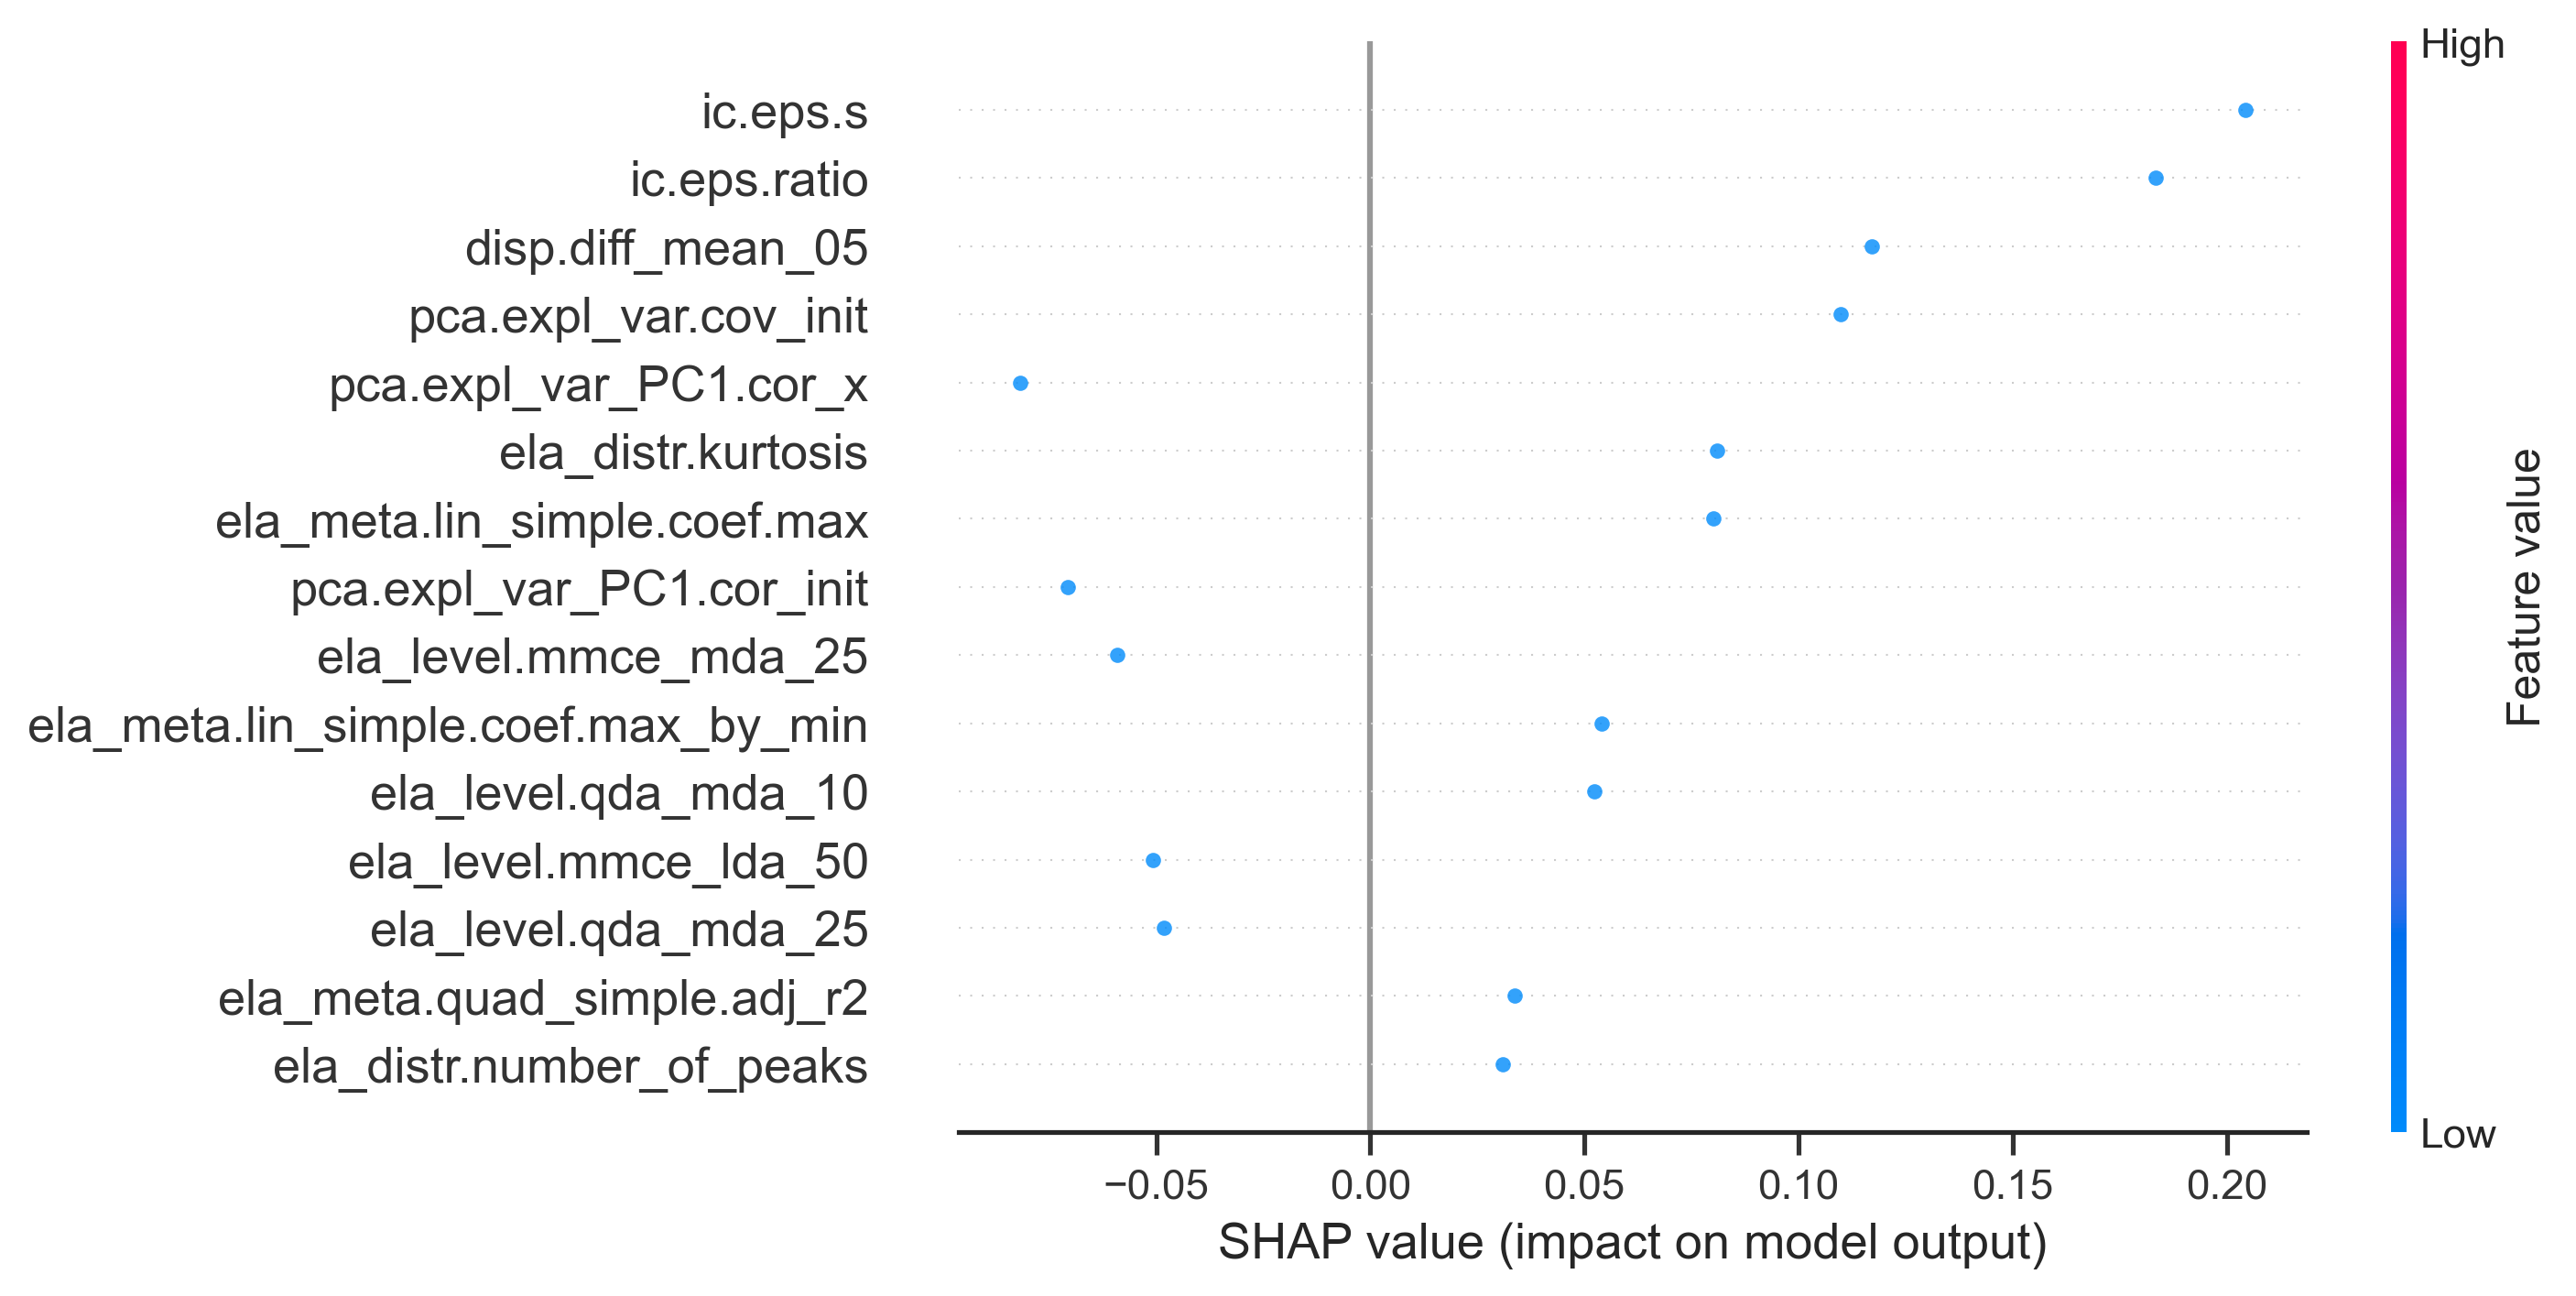 High
ic.eps.s
ic.eps.ratio
disp.diff_mean_05
pca.expl_var.cov_init
pca.expl_var_PC1.cor_x
ela_distr.kurtosis
ela_meta.lin_simple.coef.max
pca.expl_var_PC1.cor_init
ela_level.mmce_mda_25
ela_meta.lin_simple.coef.max_by_min
ela_level.qda_mda_10
ela_level.mmce_lda_50
ela_level.qda_mda_25
ela_meta.quad_simple.adj_r2
ela_distr.number_of_peaks
Feature value
Low
−0.05 0.00 0.05 0.10 0.15 0.20
SHAP value (impact on model output)